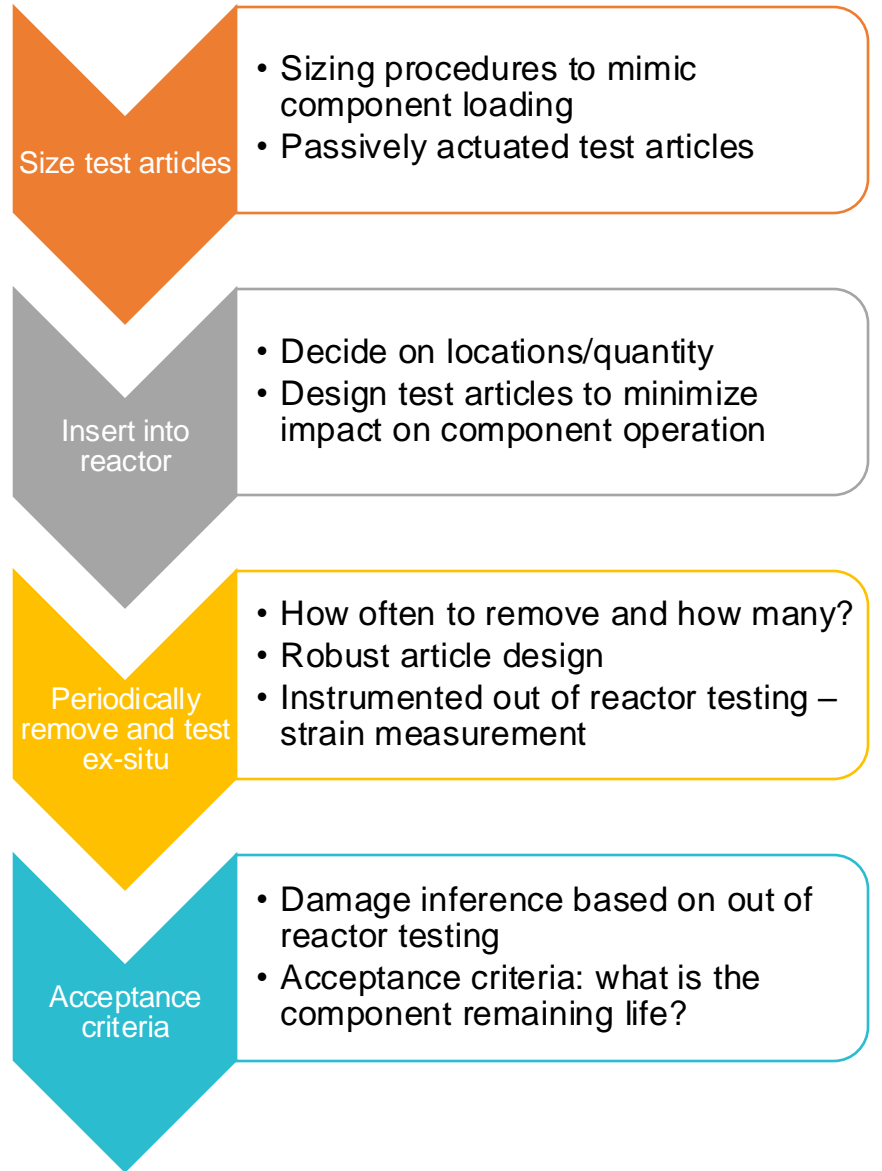 Size test articles
• Sizing procedures to mimic
component loading
• Passively actuated test articles
Insert into
reactor
• Decide on locations/quantity
• Design test articles to minimize
impact on component operation
Periodically
remove and test
ex-situ
• How often to remove and how many?
• Robust article design
• Instrumented out of reactor testing –
strain measurement
Acceptance
criteria
• Damage inference based on out of
reactor testing
• Acceptance criteria: what is the
component remaining life?